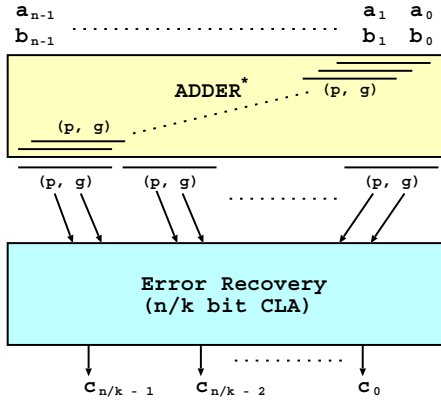 a_{n-1} ........................ a_1 a_0
b_{n-1} b_1 b_0
ADDER*
(p, g)
(p, g)
(p, g) (p, g) ............ (p, g)
Error Recovery
(n/k bit CLA)
............
c_{n/k - 1} c_{n/k - 2} c_0